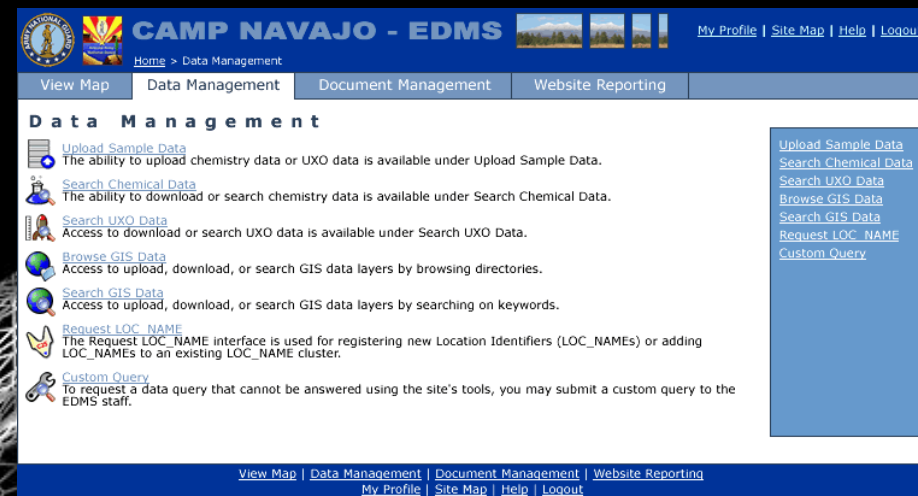 CAMP NAVAJO - EDMS
My Profile | Site Map | Help | Logou
Home > Data Management
View Map
Data Management
Document Management
Website Reporting
Data Management
Upload Sample Data
The ability to upload chemistry data or UXO data is available under Upload Sample Data.
Search Chemical Data
The ability to download or search chemistry data is available under Search Chemical Data.
Search UXO Data
Access to download or search UXO data is available under Search UXO Data.
Browse GIS Data
Access to upload, download, or search GIS data layers by browsing directories.
Search GIS Data
Access to upload, download, or search GIS data layers by searching on keywords.
Request LOC_NAME
The Request LOC_NAME interface is used for registering new Location Identifiers (LOC_NAMEs) or adding
LOC_NAMEs to an existing LOC_NAME cluster.
Custom Query
To request a data query that cannot be answered using the site's tools, you may submit a custom query to the
EDMS staff.
Upload Sample Data
Search Chemical Data
Search UXO Data
Browse GIS Data
Search GIS Data
Request LOC_NAME
Custom Query
View Map | Data Management | Document Management | Website Reporting
My Profile | Site Map | Help | Logout